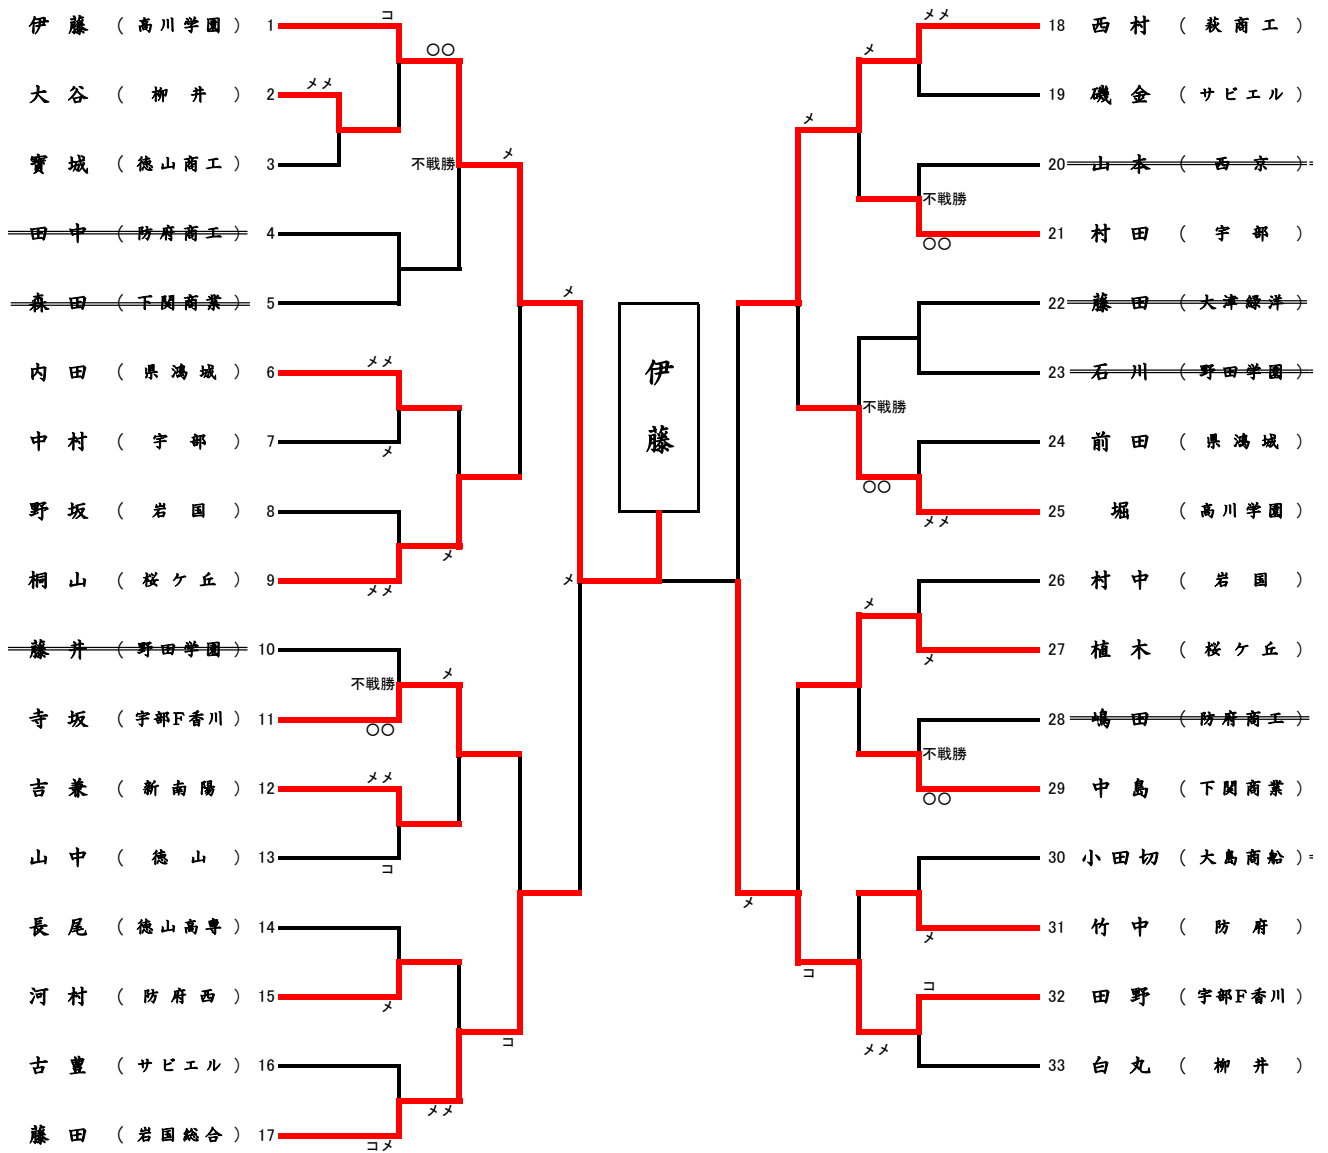 伊藤 (高川学園) 1
コ
○○
大谷 (柳井) 2
メメ
寳城 (徳山商工) 3
不戦勝
メ
田中 (防府商工) 4
森田 (下関商業) 5
メ
内田 (県鴻城) 6
メメ
中村 (宇部) 7
メ
野坂 (岩国) 8
メ
桐山 (桜ケ丘) 9
メメ
メ
藤井 (野田学園) 10
不戦勝
メ
寺坂 (宇部F香川) 11
○○
吉兼 (新南陽) 12
メメ
山中 (徳山) 13
コ
長尾 (徳山高専) 14
河村 (防府西) 15
メ
コ
古豊 (サビエル) 16
メメ
藤田 (岩国総合) 17
コメ
伊藤
メメ
18 西村 (萩商工)
メ
19 磯金 (サビエル)
メ
20 山本 (西京)
不戦勝
21 村田 (宇部)
○○
22 藤田 (大津緑洋)
23 石川 (野田学園)
不戦勝
24 前田 (県鴻城)
○○
25 堀 (高川学園)
メメ
26 村中 (岩国)
メ
27 植木 (桜ケ丘)
メ
28 嶋田 (防府商工)
不戦勝
29 中島 (下関商業)
○○
30 小田切 (大島商船)
メ
31 竹中 (防府)
メ
コ
コ
32 田野 (宇部F香川)
メメ
33 白丸 (柳井)